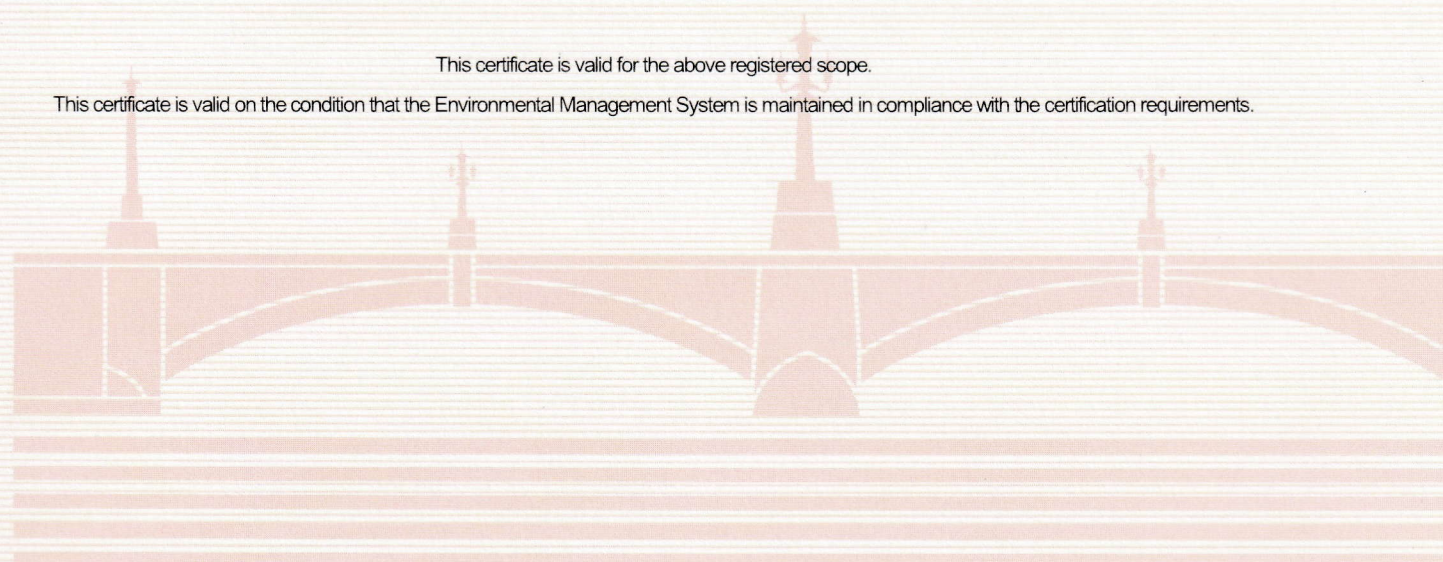 This certificate is valid for the above registered scope.
This certificate is valid on the condition that the Environmental Management System is maintained in compliance with the certification requirements.